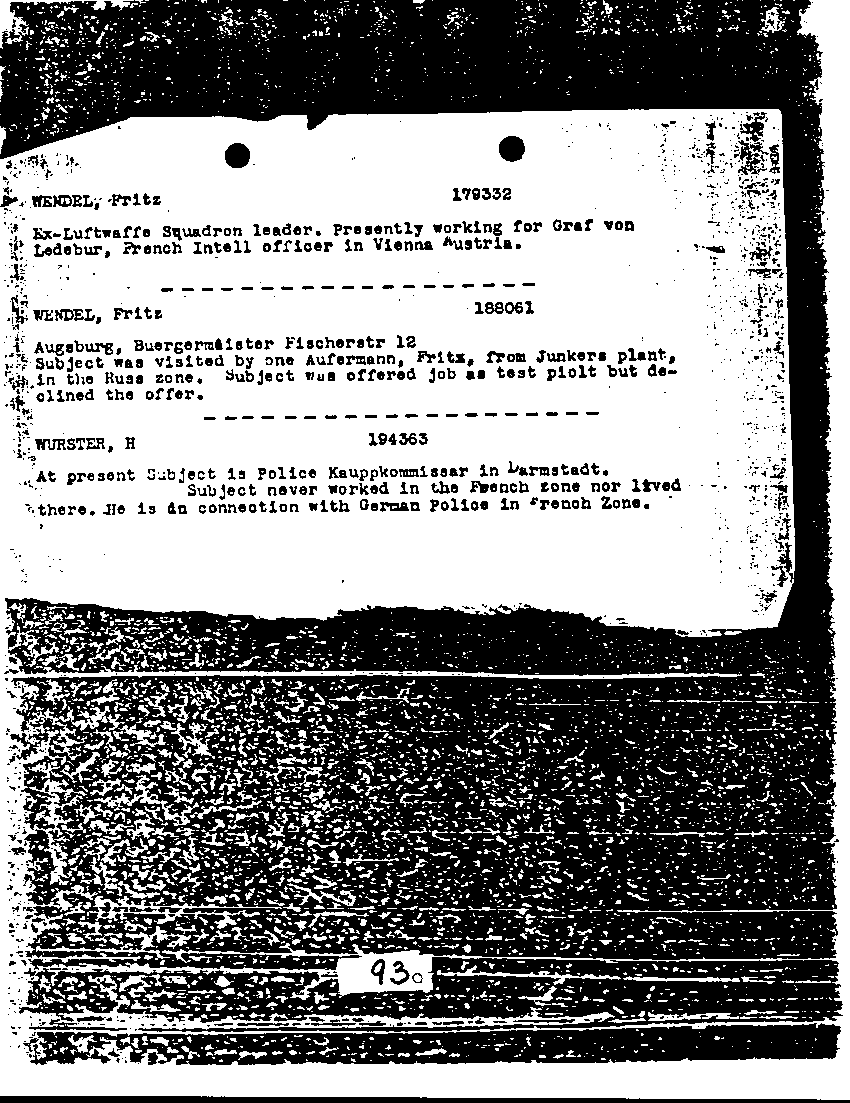 WENDEL, Fritz 179332
Ex-Luftwaffe Squadron leader. Presently working for Graf von
Ledebur, French Intell officer in Vienna Austria.
WENDEL, Fritz 188061
Augsburg, Buergermäister Fischerstr 12
Subject was visited by one Aufermann, Fritz, from Junkers plant,
in the Russ zone. Subject was offered job as test piolt but de-
clined the offer.
WURSTER, H 194363
At present Subject is Police Kauppkommissar in Darmstadt.
Subject never worked in the French zone nor lived
there. He is in connection with German Police in French Zone.
93